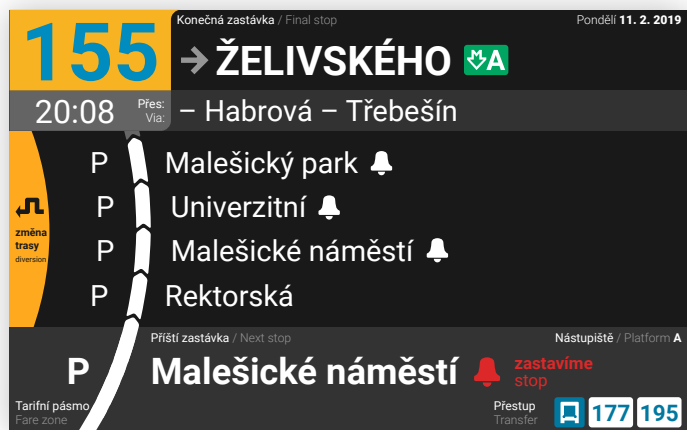 155
Konečná zastávka / Final stop
Pondělí 11. 2. 2019
ŽELIVSKÉHO A
20:08 Přes: Via: – Habrová – Třebešín
P Malešický park
P Univerzitní
P Malešické náměstí
P Rektorská
změna
trasy
diversion
Příští zastávka / Next stop
Nástupiště / Platform A
P Malešické náměstí
zastavíme
stop
Tarifní pásmo
Fare zone
Přestup
Transfer
177 195